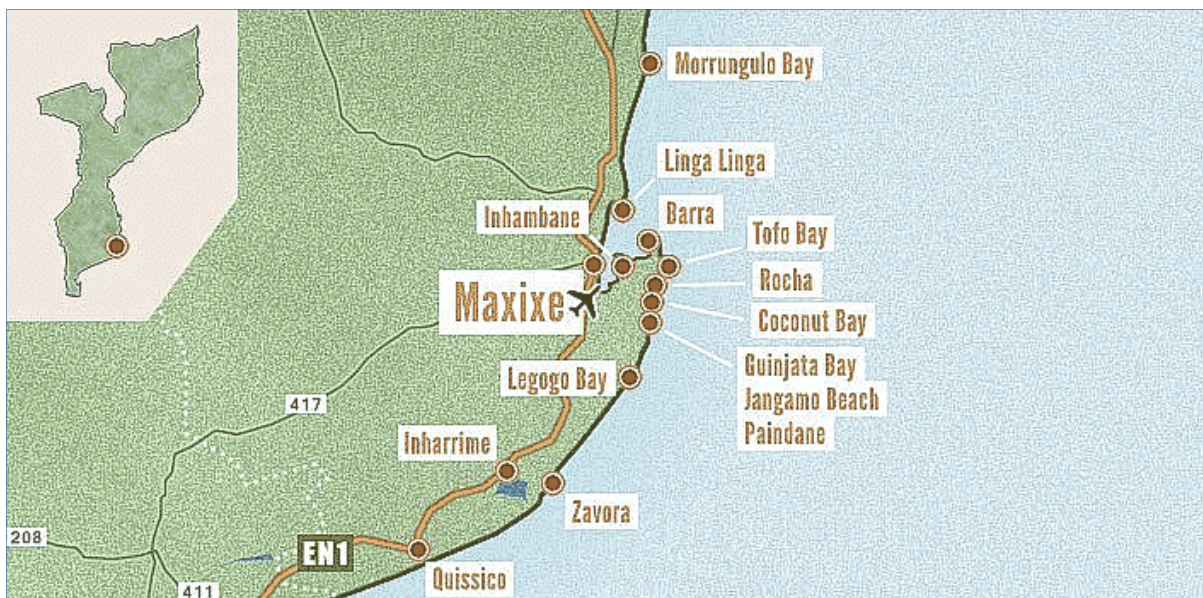 Morrungulo Bay
Linga Linga
Inhambane
Barra
Tofo Bay
Rocha
Maxixe
Coconut Bay
Guinjata Bay
Jangamo Beach
Paindane
Legogo Bay
417
Inharrime
Zavora
208
EN1
Quissico
411